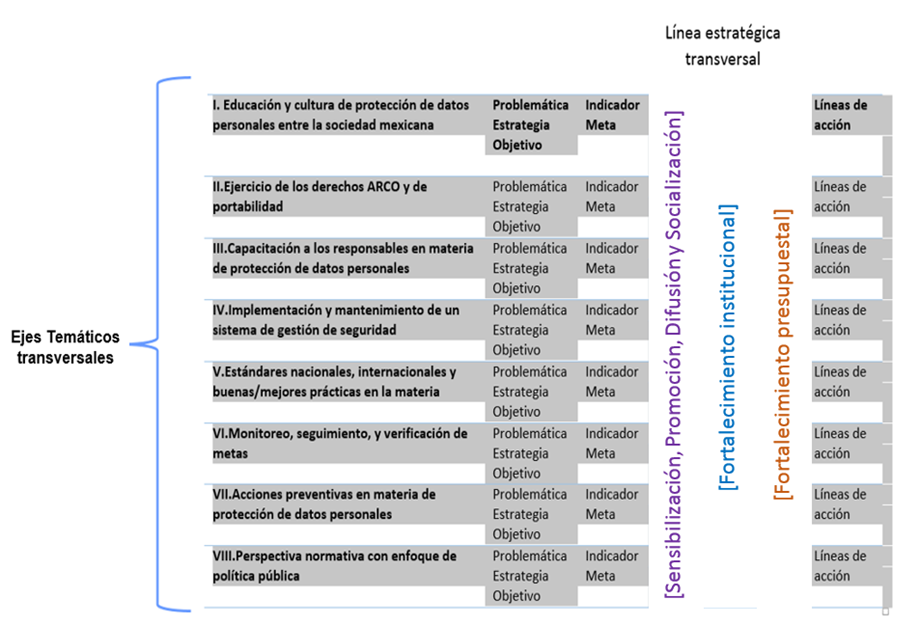 Línea estratégica
transversal
I. Educación y cultura de protección de datos
personales entre la sociedad mexicana
Problemática
Estrategia
Objetivo
Indicador
Meta
Líneas de
acción
II.Ejercicio de los derechos ARCO y de
portabilidad
Problemática
Estrategia
Objetivo
Indicador
Meta
Líneas de
acción
III.Capacitación a los responsables en materia
de protección de datos personales
Problemática
Estrategia
Objetivo
Indicador
Meta
Líneas de
acción
IV.Implementación y mantenimiento de un
sistema de gestión de seguridad
Problemática
Estrategia
Objetivo
Indicador
Meta
Líneas de
acción
V.Estándares nacionales, internacionales y
buenas/mejores prácticas en la materia
Problemática
Estrategia
Objetivo
Indicador
Meta
Líneas de
acción
VI.Monitoreo, seguimiento, y verificación de
metas
Problemática
Estrategia
Objetivo
Indicador
Meta
Líneas de
acción
VII.Acciones preventivas en materia de
protección de datos personales
Problemática
Estrategia
Objetivo
Indicador
Meta
Líneas de
acción
VIII.Perspectiva normativa con enfoque de
política pública
Problemática
Estrategia
Objetivo
Indicador
Meta
Líneas de
acción
Ejes Temáticos
transversales
[Sensibilización, Promoción, Difusión y Socialización]
[Fortalecimiento institucional]
[Fortalecimiento presupuestal]